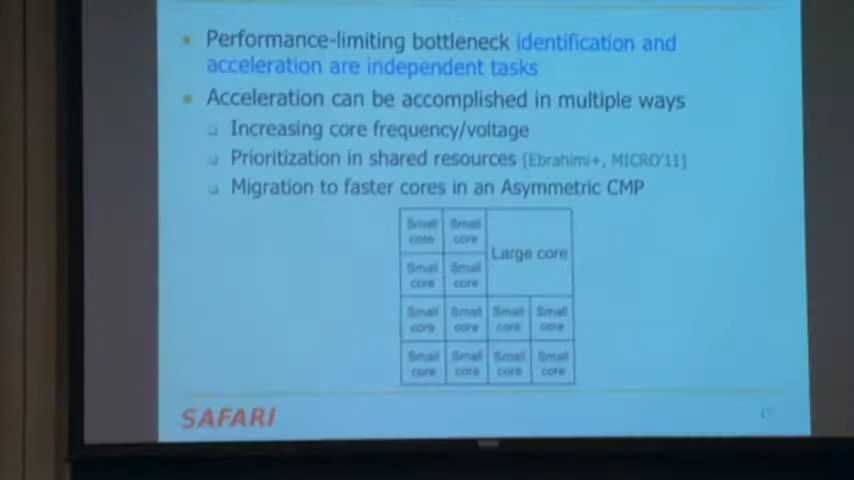 Performance-limiting bottleneck identification and
acceleration are independent tasks
Acceleration can be accomplished in multiple ways
Increasing core frequency/voltage
Prioritization in shared resources [Ebrahimi+, MICRO'11]
Migration to faster cores in an Asymmetric CMP
Small core
Small core
Large core
Small core
Small core
Small core
Small core
Small core
Small core
Small core
Small core
Small core
Small core
SAFARI